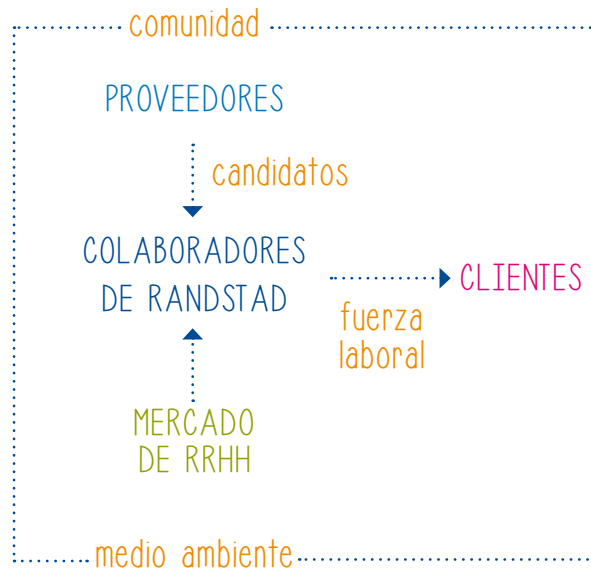 comunidad
PROVEEDORES
candidatos
COLABORADORES
DE RANDSTAD
CLIENTES
fuerza
laboral
MERCADO
DE RRHH
medio ambiente